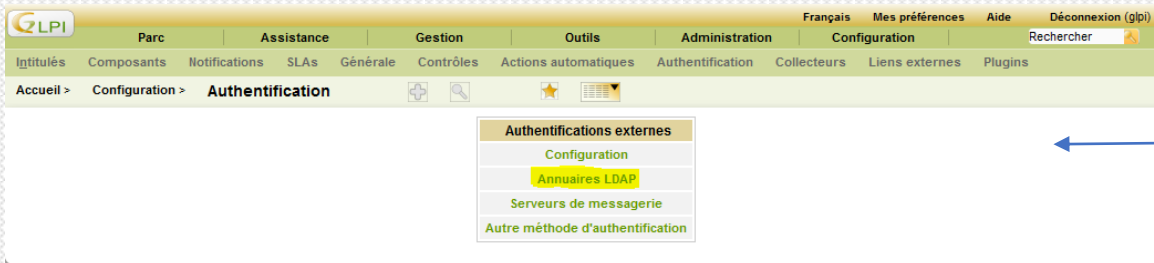 GLPI
Français Mes préférences Aide Déconnexion (glpi)
Parc Assistance Gestion Outils Administration Configuration Rechercher
Intitulés Composants Notifications SLAs Générale Contrôles Actions automatiques Authentification Collecteurs Liens externes Plugins
Accueil > Configuration > Authentification
Authentifications externes
Configuration
Annuaires LDAP
Serveurs de messagerie
Autre méthode d'authentification